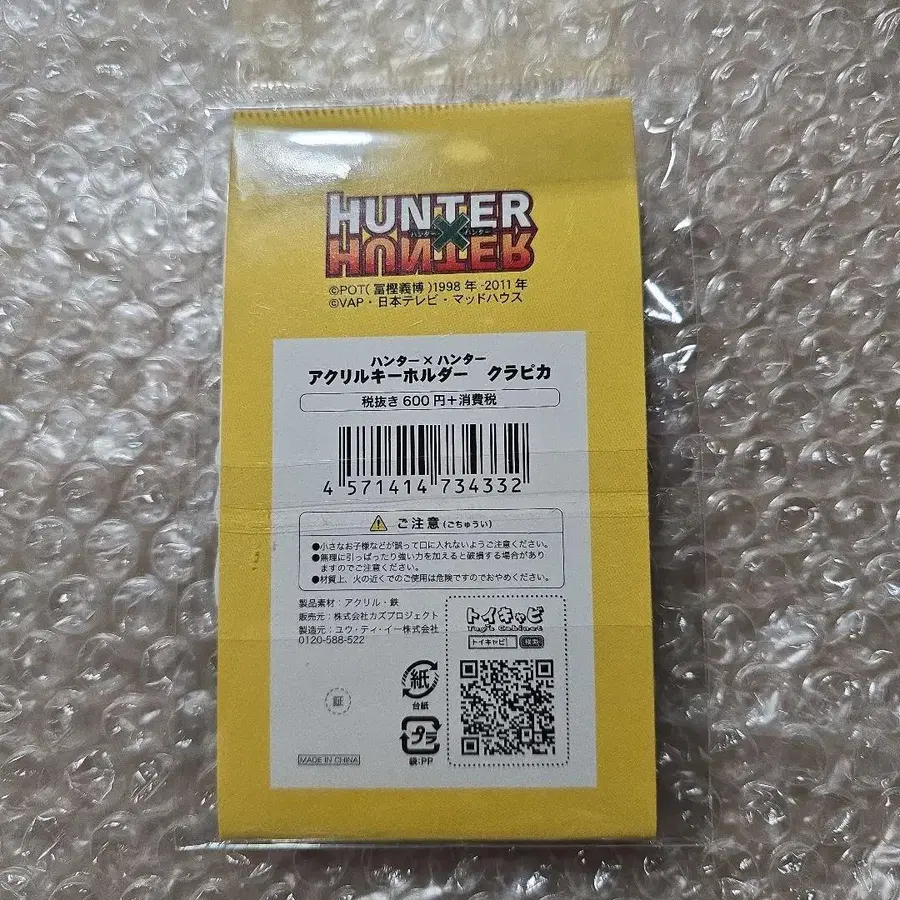 HUNTER
ハンター×ハンター
HUNTER
©POT(冨樫義博)1998年-2011年
©VAP・日本テレビ・マッドハウス
ハンター×ハンター
アクリルキーホルダー クラピカ
税抜き600円+消費税
4 571414 734332
ご注意(ごちゅうい)
●小さなお子様などが誤って口に入れないようご注意ください。
●無理に引っぱったり強い力を加えると破損する場合があり
ますのでご注意ください。
●材質上、火の近くでのご使用は危険ですのでおやめください。
製品素材:アクリル・鉄
販売元:株式会社カズプロジェクト
製造元:ユウ・ティ・イー株式会社
0120-588-522
トイキャビ
Toy's Cabinet
トイキャビ 検索
紙
台紙
証
プラ
袋:PP
MADE IN CHINA